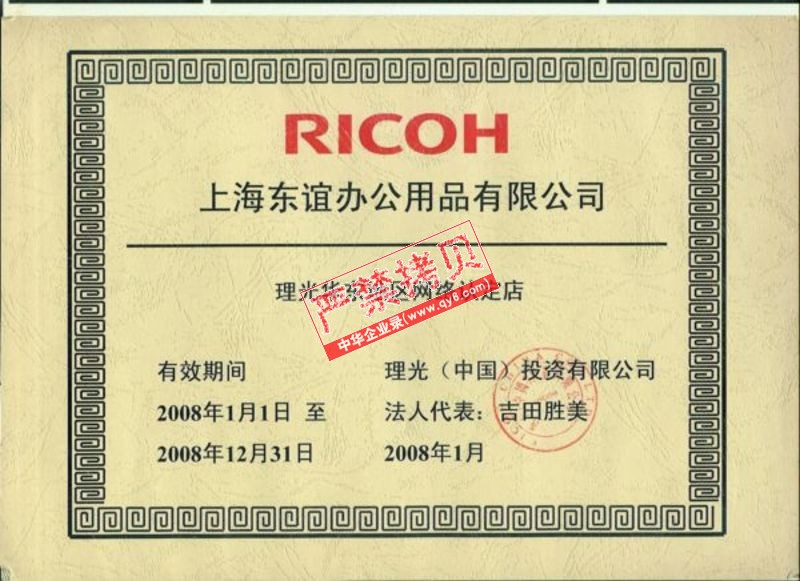 RICOH
上海东谊办公用品有限公司
理光华东地区网络认定店
严禁拷贝
中华企业录(www.qy6.com)
有效期间
理光（中国）投资有限公司
2008年1月1日 至
法人代表：吉田胜美
2008年12月31日
2008年1月